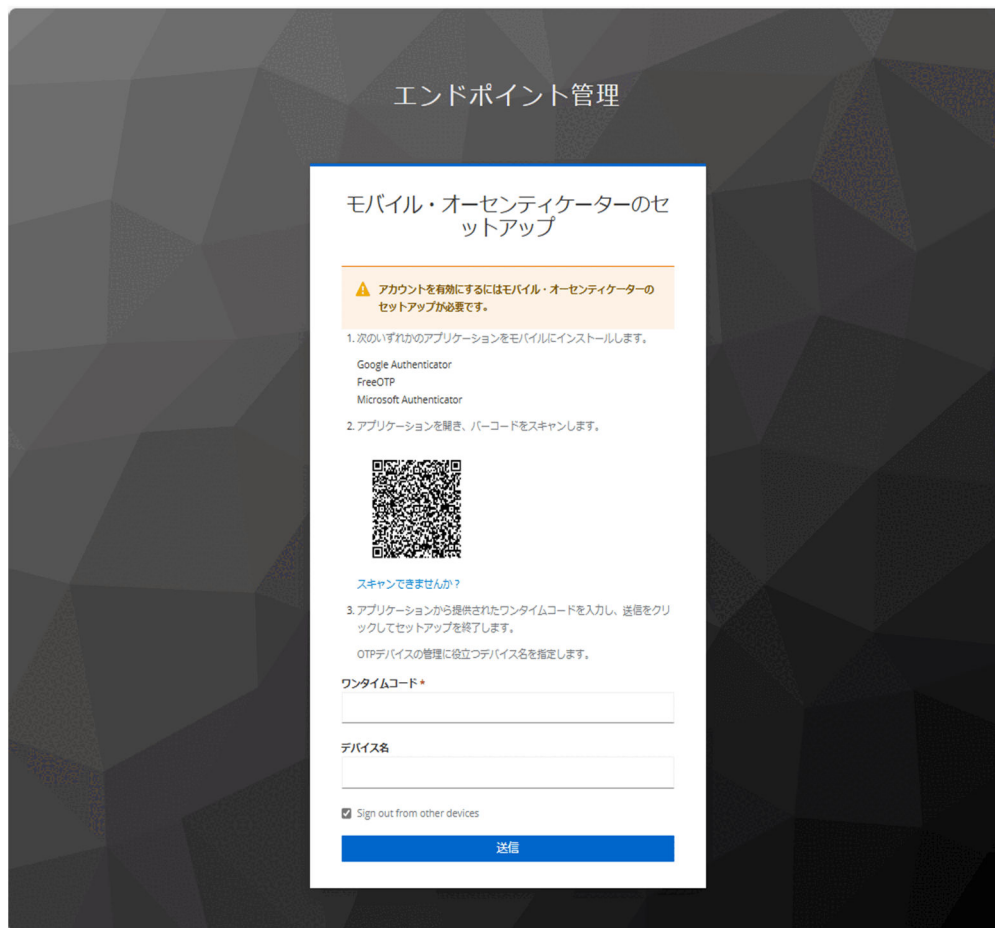 エンドポイント管理
モバイル・オーセンティケーターのセ
ットアップ
アカウントを有効にするにはモバイル・オーセンティケーターの
セットアップが必要です。
1. 次のいずれかのアプリケーションをモバイルにインストールします。
Google Authenticator
FreeOTP
Microsoft Authenticator
2. アプリケーションを開き、バーコードをスキャンします。
スキャンできませんか?
3. アプリケーションから提供されたワンタイムコードを入力し、送信をクリ
ックしてセットアップを終了します。
OTPデバイスの管理に役立つデバイス名を指定します。
ワンタイムコード *
デバイス名
Sign out from other devices
送信